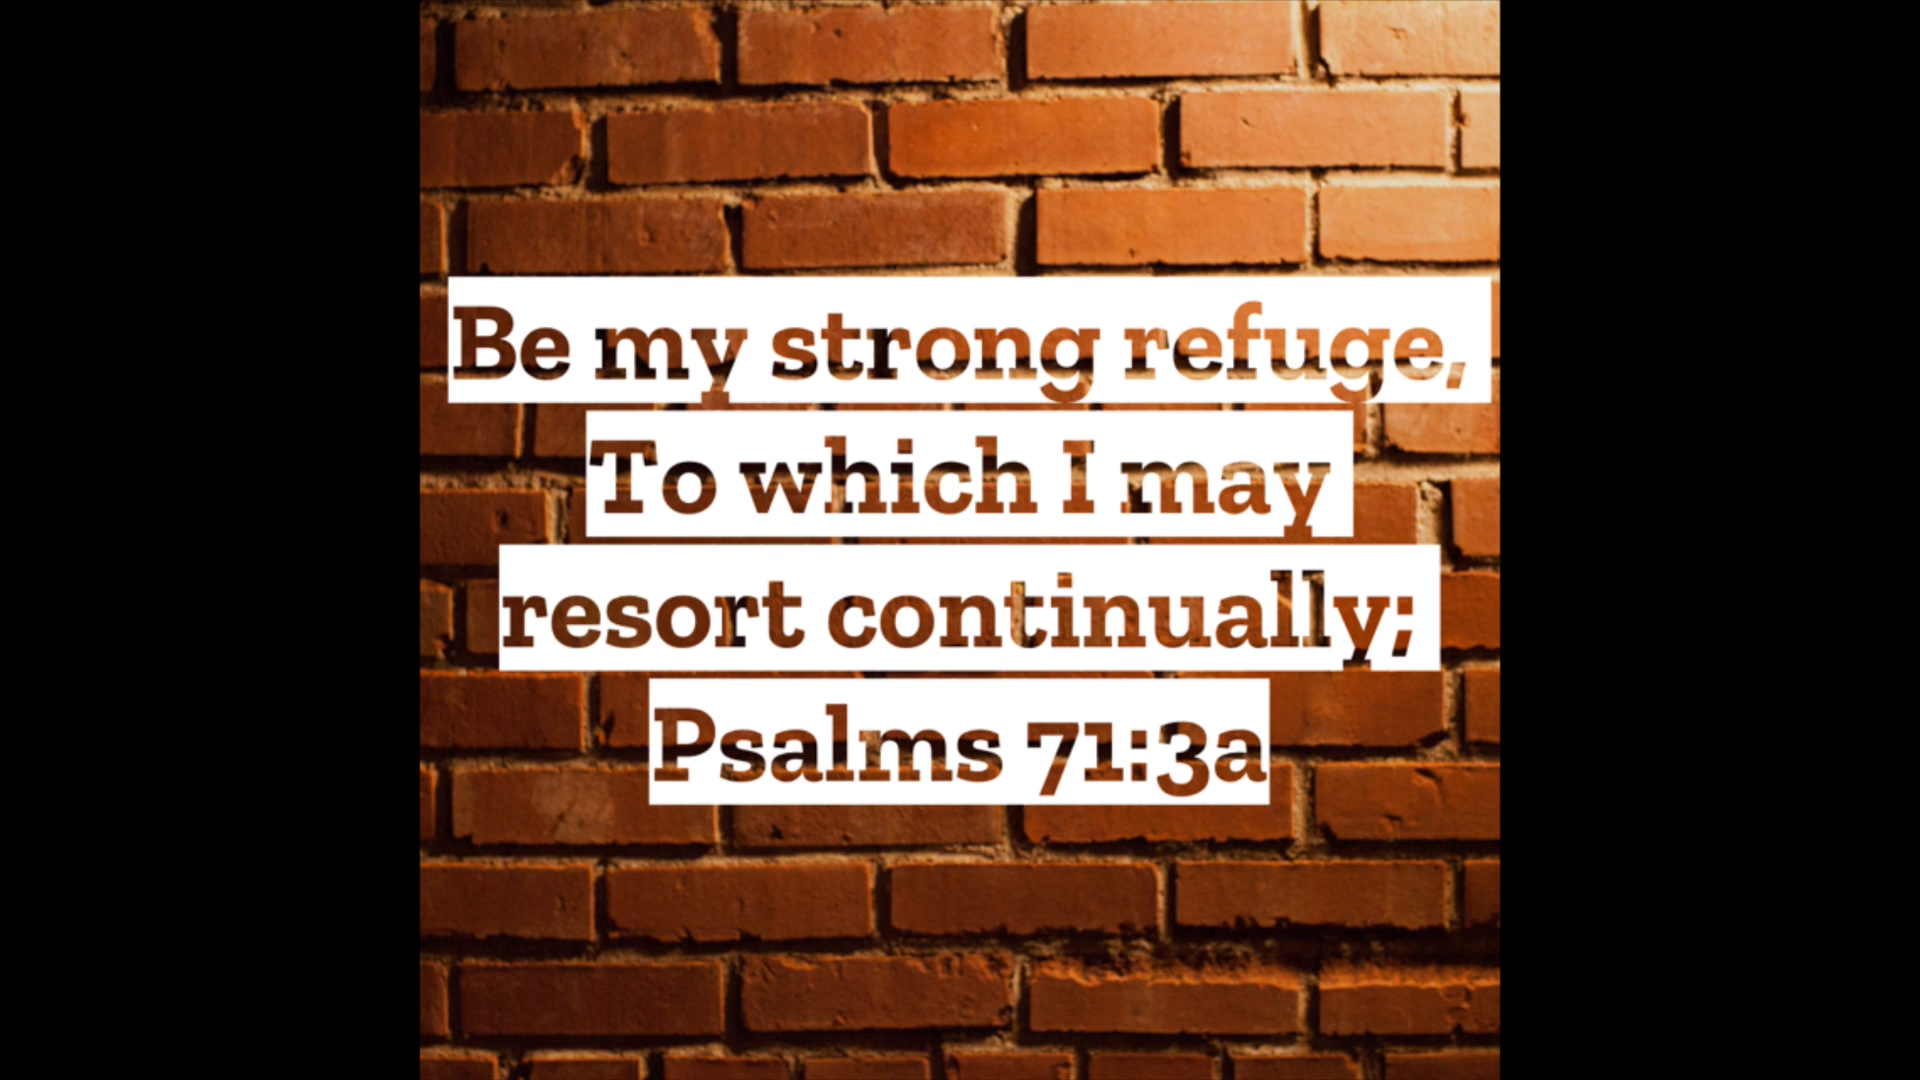 Be my strong refuge,
To which I may
resort continually;
Psalms 71:3a